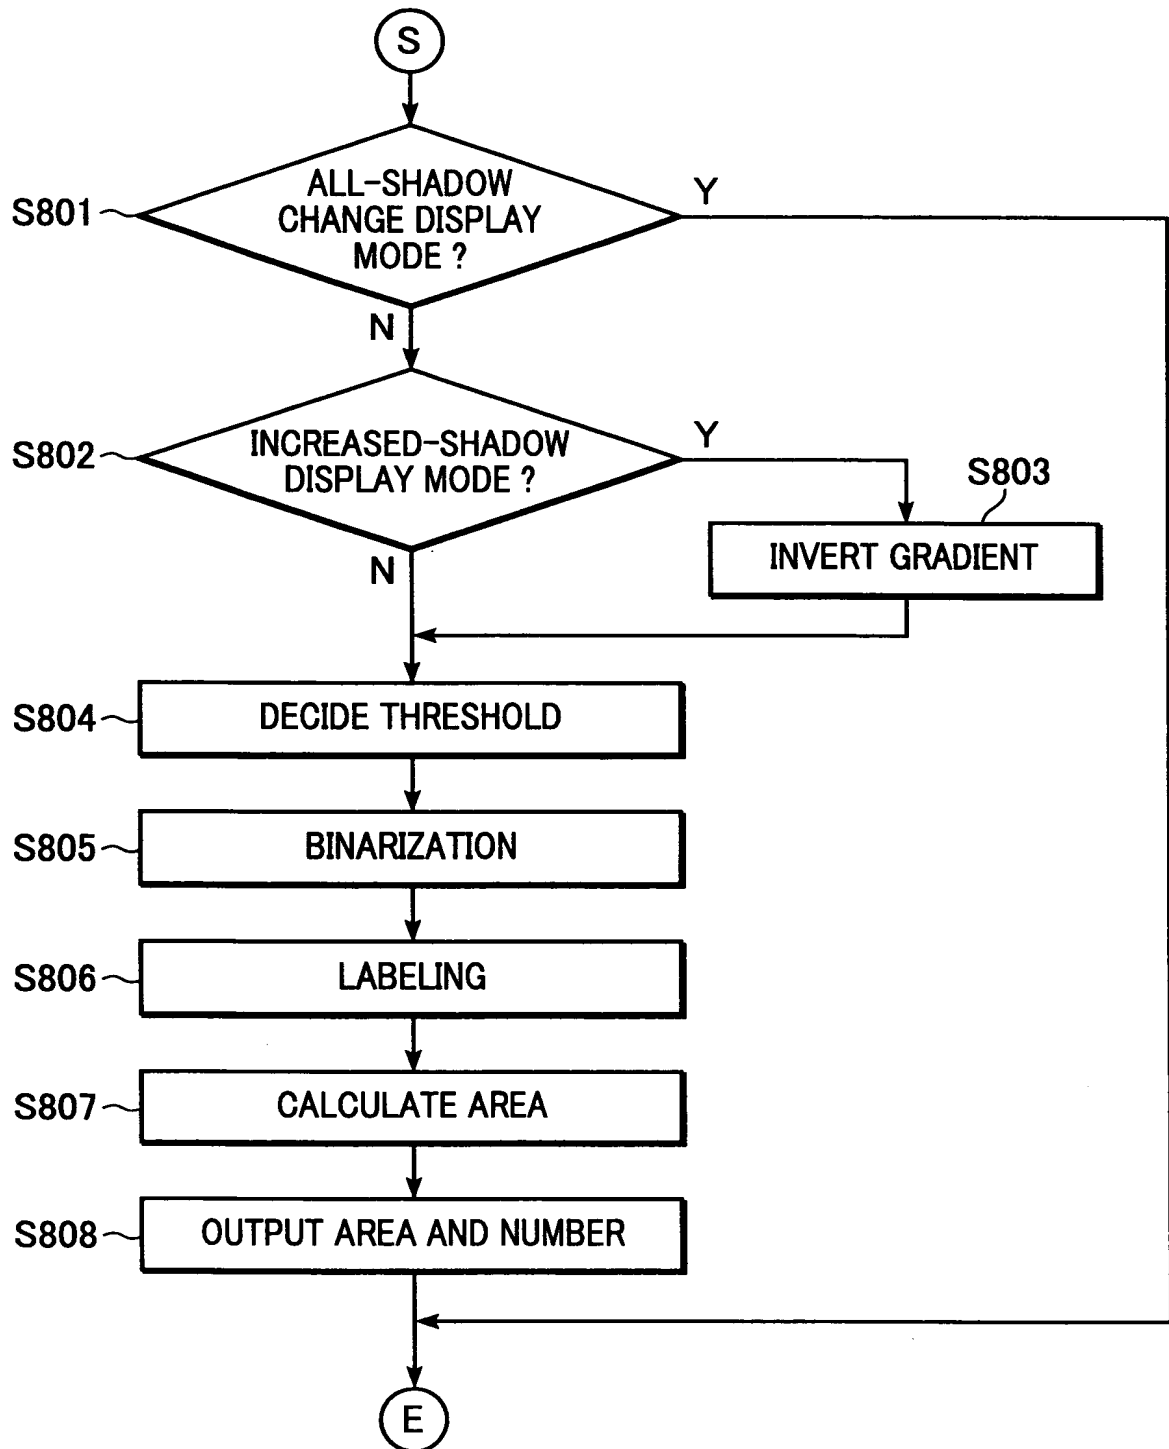 S
S801
ALL-SHADOW
CHANGE DISPLAY
MODE ?
Y
N
S802
INCREASED-SHADOW
DISPLAY MODE ?
Y
S803
INVERT GRADIENT
N
S804
DECIDE THRESHOLD
S805
BINARIZATION
S806
LABELING
S807
CALCULATE AREA
S808
OUTPUT AREA AND NUMBER
E